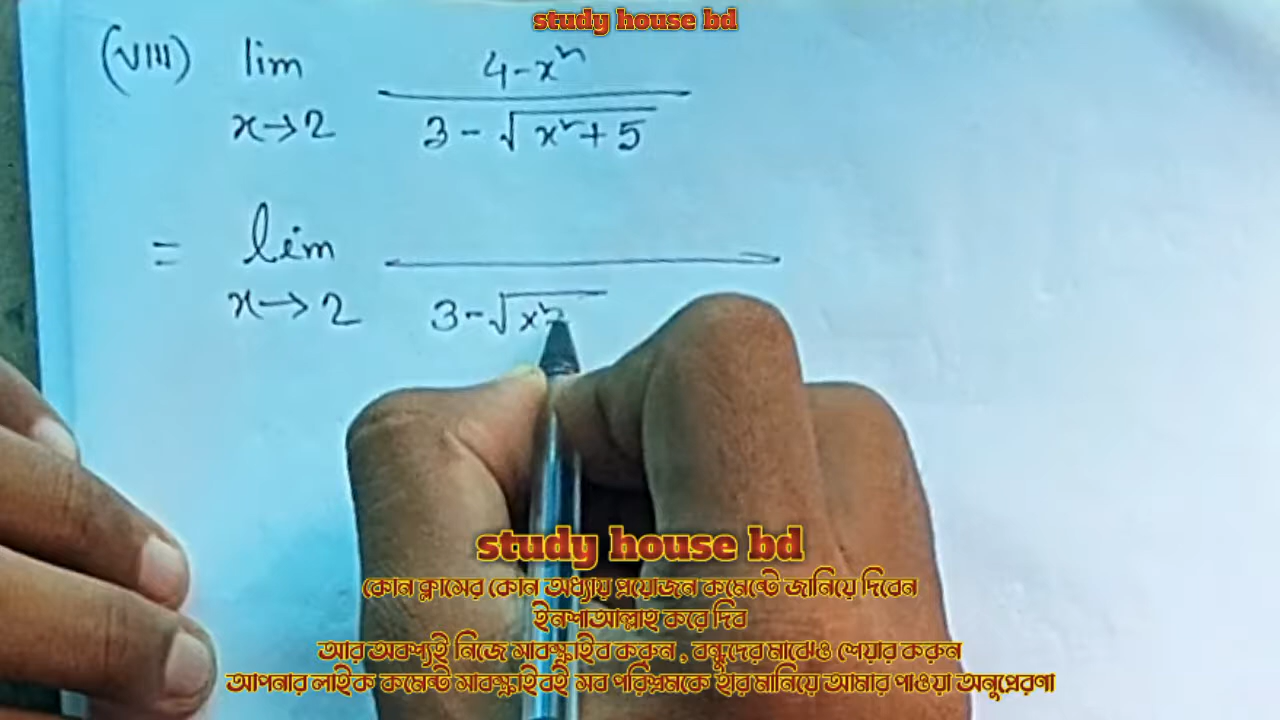 study house bd
(VIII) lim 4-x²
x→2 3-√x²+5
= lim
x→2 3-√x²
study house bd
কোন ক্লাসের কোন অধ্যায় প্রয়োজন কমেন্টে জানিয়ে দিবেন
ইনশাআল্লাহ করে দিব
আর অবশ্যই নিজে সাবস্ক্রাইব করুন , বন্ধুদের মাঝেও শেয়ার করুন
আপনার লাইক কমেন্ট সাবস্ক্রাইবই সব পরিশ্রমকে হার মানিয়ে আমার পাওয়া অনুপ্রেরণা